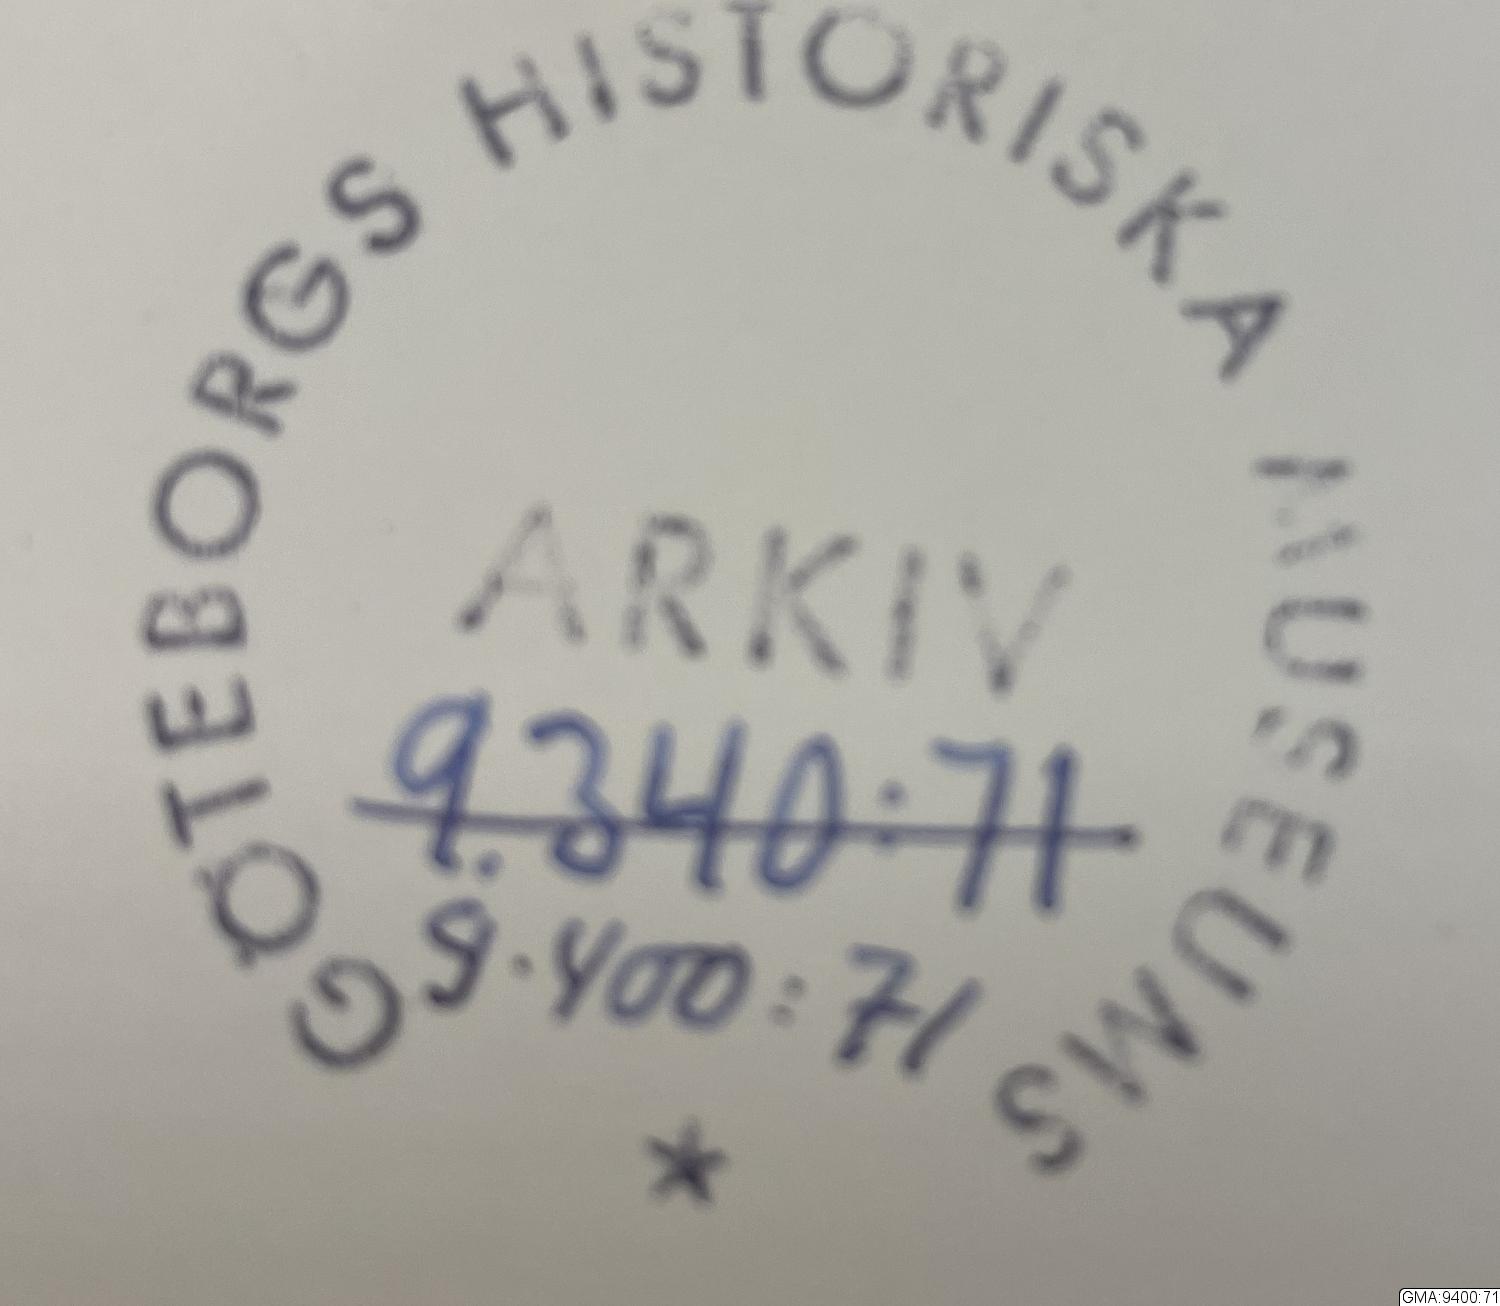 GÖTEBORGS HISTORISKA MUSEUMS
ARKIV
9.340:71
9.400:71
*
GMA:9400:71